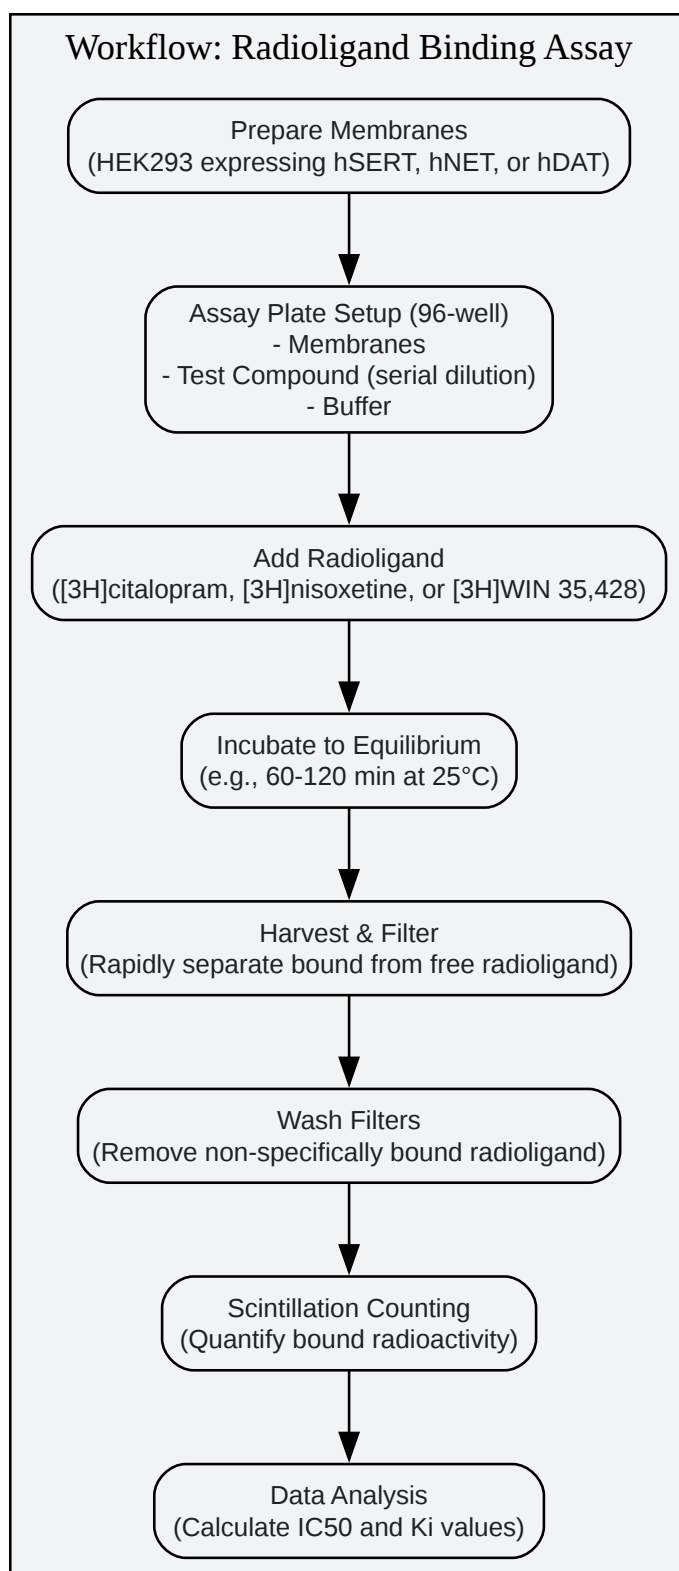 Workflow: Radioligand Binding Assay
Prepare Membranes
(HEK293 expressing hSERT, hNET, or hDAT)
Assay Plate Setup (96-well)
- Membranes
- Test Compound (serial dilution)
- Buffer
Add Radioligand
([3H]citalopram, [3H]nisoxetine, or [3H]WIN 35,428)
Incubate to Equilibrium
(e.g., 60-120 min at 25°C)
Harvest & Filter
(Rapidly separate bound from free radioligand)
Wash Filters
(Remove non-specifically bound radioligand)
Scintillation Counting
(Quantify bound radioactivity)
Data Analysis
(Calculate IC50 and Ki values)